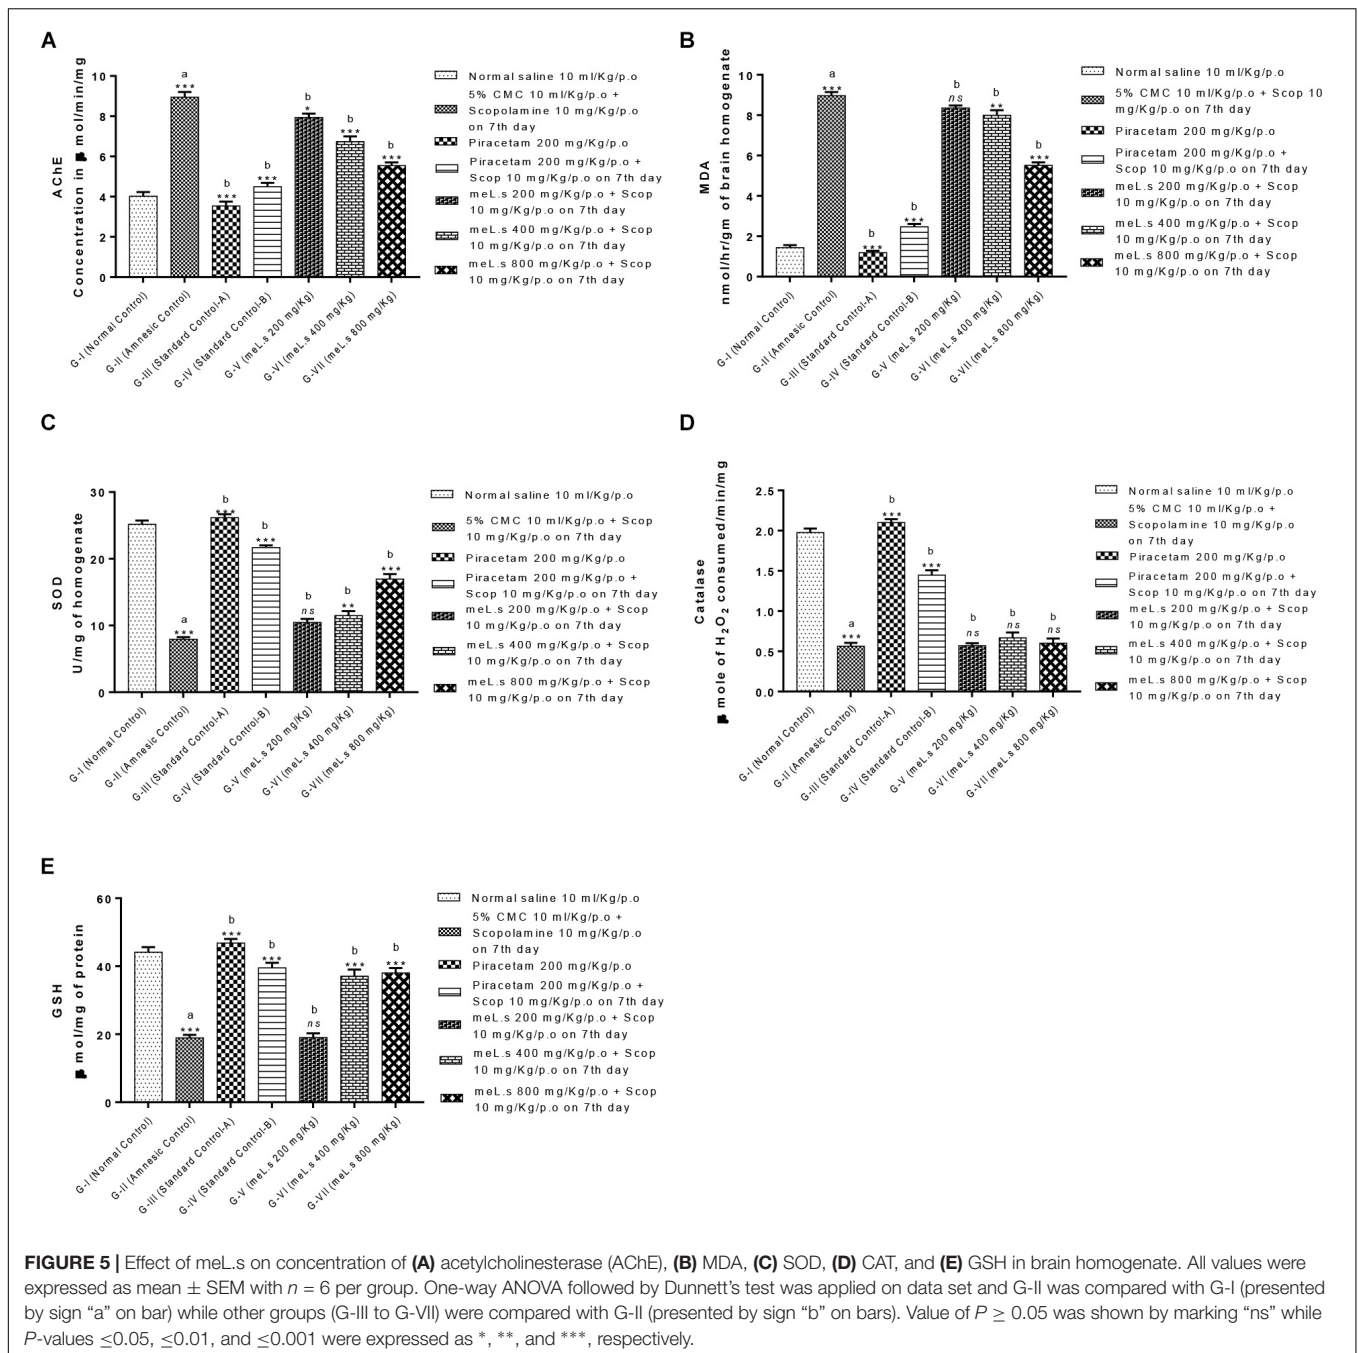 A
AChE
Concentration in μ mol/min/mg
10
8
6
4
2
0
a
***
b
***
b
***
b
*
b
***
b
***
G-I (Normal Control)
G-II (Amnesic Control)
G-III (Standard Control-A)
G-IV (Standard Control-B)
G-V (meL.s 200 mg/Kg)
G-VI (meL.s 400 mg/Kg)
G-VII (meL.s 800 mg/Kg)
Normal saline 10 ml/Kg/p.o
5% CMC 10 ml/Kg/p.o +
Scopolamine 10 mg/Kg/p.o
on 7th day
Piracetam 200 mg/Kg/p.o
Piracetam 200 mg/Kg/p.o +
Scop 10 mg/Kg/p.o on 7th day
meL.s 200 mg/Kg/p.o + Scop
10 mg/Kg/p.o on 7th day
meL.s 400 mg/Kg/p.o + Scop
10 mg/Kg/p.o on 7th day
meL.s 800 mg/Kg/p.o + Scop
10 mg/Kg/p.o on 7th day
B
MDA
nmol/hr/gm of brain homogenate
10
8
6
4
2
0
a
***
b
***
b
***
b
ns
b
**
b
***
G-I (Normal Control)
G-II (Amnesic Control)
G-III (Standard Control-A)
G-IV (Standard Control-B)
G-V (meL.s 200 mg/Kg)
G-VI (meL.s 400 mg/Kg)
G-VII (meL.s 800 mg/Kg)
Normal saline 10 ml/Kg/p.o
5% CMC 10 ml/Kg/p.o + Scop 10
mg/Kg/p.o on 7th day
Piracetam 200 mg/Kg/p.o
Piracetam 200 mg/Kg/p.o +
Scop 10 mg/Kg/p.o on 7th day
meL.s 200 mg/Kg/p.o + Scop
10 mg/Kg/p.o on 7th day
meL.s 400 mg/Kg/p.o + Scop
10 mg/Kg/p.o on 7th day
meL.s 800 mg/Kg/p.o + Scop
10 mg/Kg/p.o on 7th day
C
SOD
U/mg of homogenate
30
20
10
0
a
***
b
***
b
***
b
ns
b
**
b
***
G-I (Normal Control)
G-II (Amnesic Control)
G-III (Standard Control-A)
G-IV (Standard Control-B)
G-V (meL.s 200 mg/Kg)
G-VI (meL.s 400 mg/Kg)
G-VII (meL.s 800 mg/Kg)
Normal saline 10 ml/Kg/p.o
5% CMC 10 ml/Kg/p.o + Scop
10 mg/Kg/p.o on 7th day
Piracetam 200 mg/Kg/p.o
Piracetam 200 mg/Kg/p.o +
Scop 10 mg/Kg/p.o on 7th day
meL.s 200 mg/Kg/p.o + Scop
10 mg/Kg/p.o on 7th day
meL.s 400 mg/Kg/p.o + Scop
10 mg/Kg/p.o on 7th day
meL.s 800 mg/Kg/p.o + Scop
10 mg/Kg/p.o on 7th day
D
Catalase
μ mole of H₂O₂ consumed/min/mg
2.5
2.0
1.5
1.0
0.5
0.0
a
***
b
***
b
***
b
ns
b
ns
b
ns
G-I (Normal Control)
G-II (Amnesic Control)
G-III (Standard Control-A)
G-IV (Standard Control-B)
G-V (meL.s 200 mg/Kg)
G-VI (meL.s 400 mg/Kg)
G-VII (meL.s 800 mg/Kg)
Normal saline 10 ml/Kg/p.o
5% CMC 10 ml/Kg/p.o +
Scopolamine 10 mg/Kg/p.o
on 7th day
Piracetam 200 mg/Kg/p.o
Piracetam 200 mg/Kg/p.o +
Scop 10 mg/Kg/p.o on 7th day
meL.s 200 mg/Kg/p.o + Scop
10 mg/Kg/p.o on 7th day
meL.s 400 mg/Kg/p.o + Scop
10 mg/Kg/p.o on 7th day
meL.s 800 mg/Kg/p.o + Scop
10 mg/Kg/p.o on 7th day
E
GSH
μ mol/mg of protein
60
40
20
0
a
***
b
***
b
***
b
ns
b
***
b
***
G-I (Normal Control)
G-II (Amnesic Control)
G-III (Standard Control-A)
G-IV (Standard Control-B)
G-V (meL.s 200 mg/Kg)
G-VI (meL.s 400 mg/Kg)
G-VII (meL.s 800 mg/Kg)
Normal saline 10 ml/Kg/p.o
5% CMC 10 ml/Kg/p.o +
Scopolamine 10 mg/Kg/p.o
on 7th day
Piracetam 200 mg/Kg/p.o
Piracetam 200 mg/Kg/p.o +
Scop 10 mg/Kg/p.o on 7th day
meL.s 200 mg/Kg/p.o + Scop
10 mg/Kg/p.o on 7th day
meL.s 400 mg/Kg/p.o + Scop
10 mg/Kg/p.o on 7th day
meL.s 800 mg/Kg/p.o + Scop
10 mg/Kg/p.o on 7th day
FIGURE 5 | Effect of meL.s on concentration of (A) acetylcholinesterase (AChE), (B) MDA, (C) SOD, (D) CAT, and (E) GSH in brain homogenate. All values were
expressed as mean ± SEM with n = 6 per group. One-way ANOVA followed by Dunnett's test was applied on data set and G-II was compared with G-I (presented
by sign "a" on bar) while other groups (G-III to G-VII) were compared with G-II (presented by sign "b" on bars). Value of P ≥ 0.05 was shown by marking "ns" while
P-values ≤0.05, ≤0.01, and ≤0.001 were expressed as *, **, and ***, respectively.